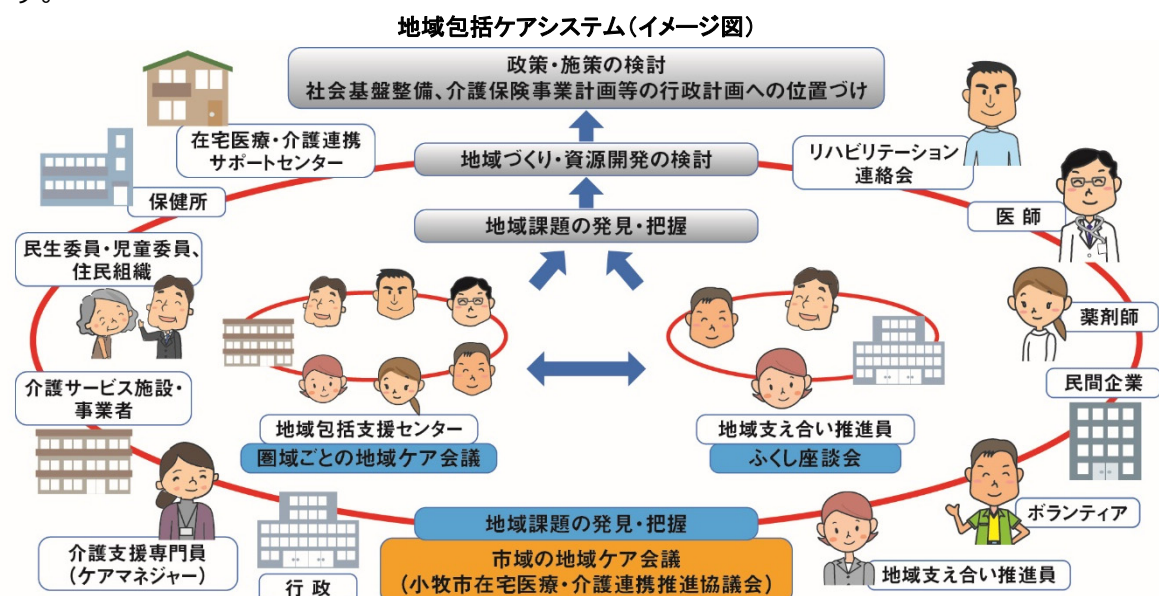 す。
地域包括ケアシステム（イメージ図）
政策・施策の検討
社会基盤整備、介護保険事業計画等の行政計画への位置づけ
在宅医療・介護連携
サポートセンター
地域づくり・資源開発の検討
リハビリテーション
連絡会
保健所
地域課題の発見・把握
医 師
民生委員・児童委員、
住民組織
薬剤師
介護サービス施設・
事業者
民間企業
地域包括支援センター
圏域ごとの地域ケア会議
地域支え合い推進員
ふくし座談会
ボランティア
地域課題の発見・把握
市域の地域ケア会議
（小牧市在宅医療・介護連携推進協議会）
介護支援専門員
（ケアマネジャー）
行 政
地域支え合い推進員